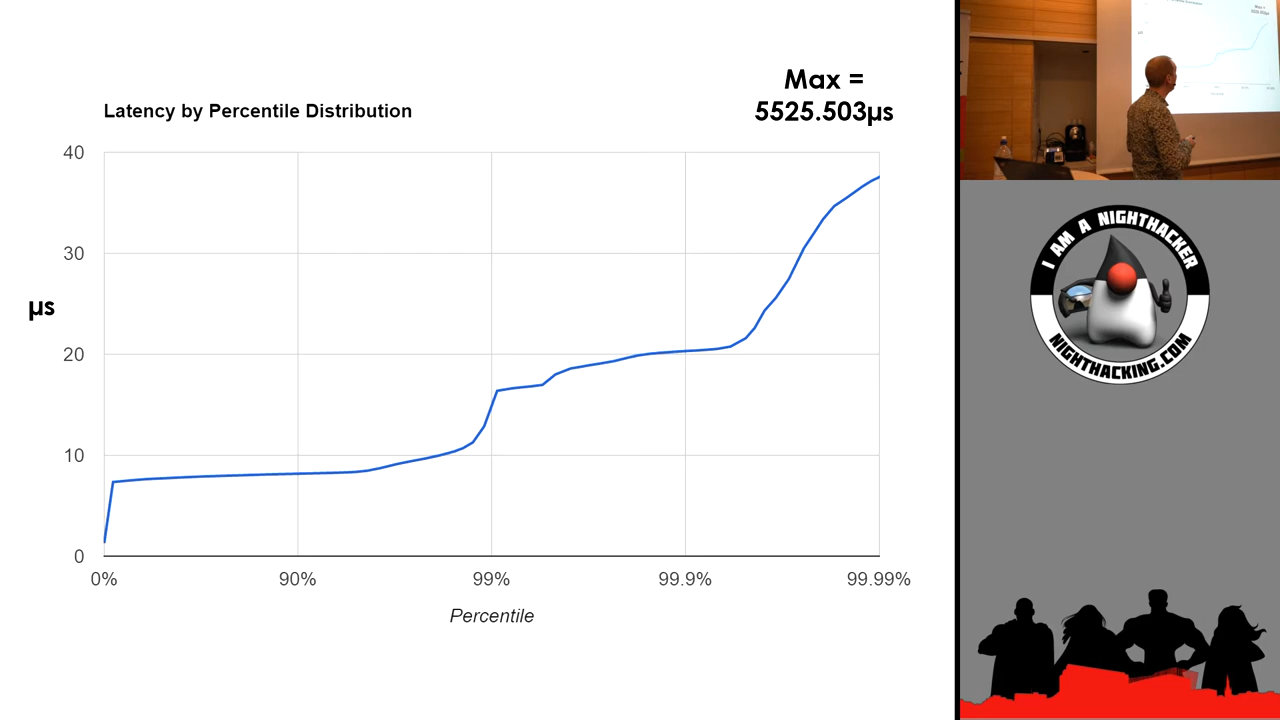 Max =
5525.503µs
Latency by Percentile Distribution
40
30
µs
20
10
0
0% 90% 99% 99.9% 99.99%
Percentile
I AM A NIGHTHACKER
NIGHTHACKING.COM